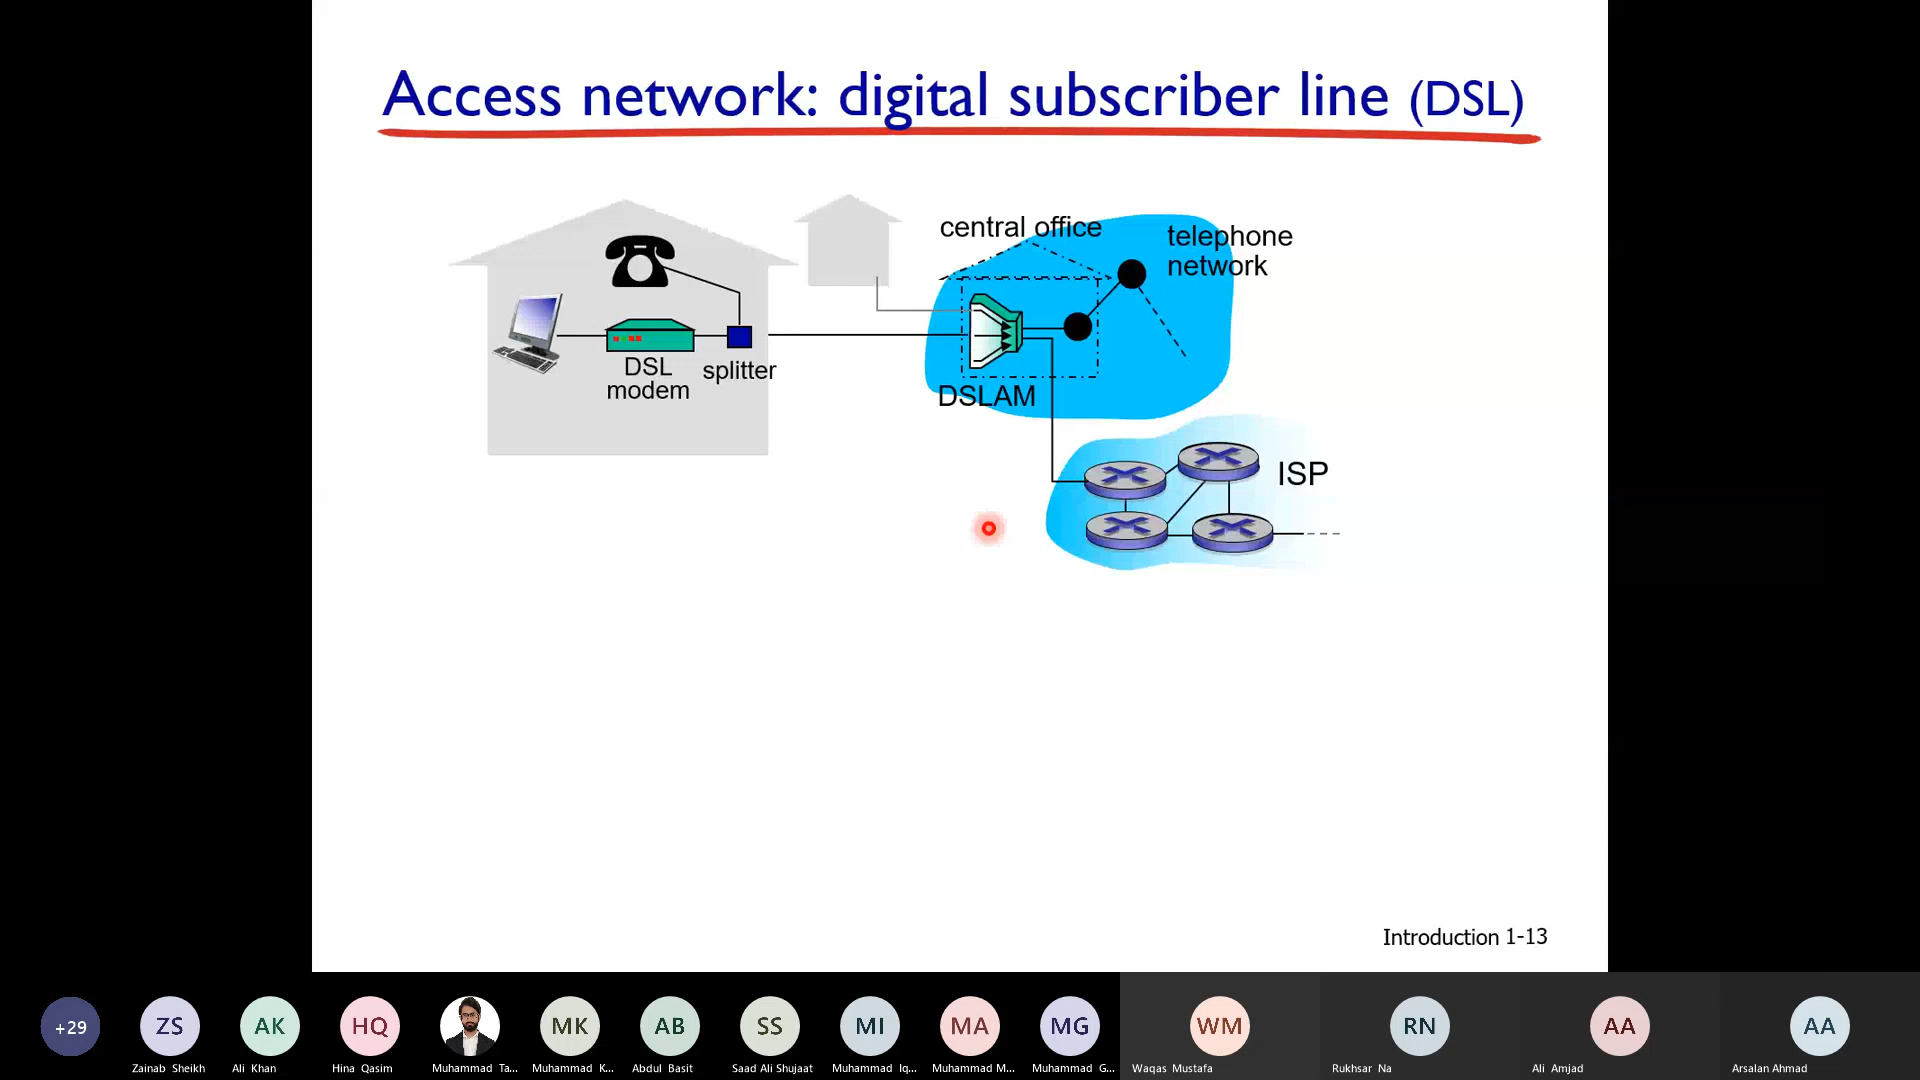 Access network: digital subscriber line (DSL)
central office
telephone
network
DSL
modem
splitter
DSLAM
ISP
Introduction 1-13
+29
ZS
AK
HQ
MK
AB
SS
MI
MA
MG
WM
RN
AA
AA
Zainab Sheikh
Ali Khan
Hina Qasim
Muhammad Ta...
Muhammad K...
Abdul Basit
Saad Ali Shujaat
Muhammad Iq...
Muhammad M...
Muhammad G...
Waqas Mustafa
Rukhsar Na
Ali Amjad
Arsalan Ahmad